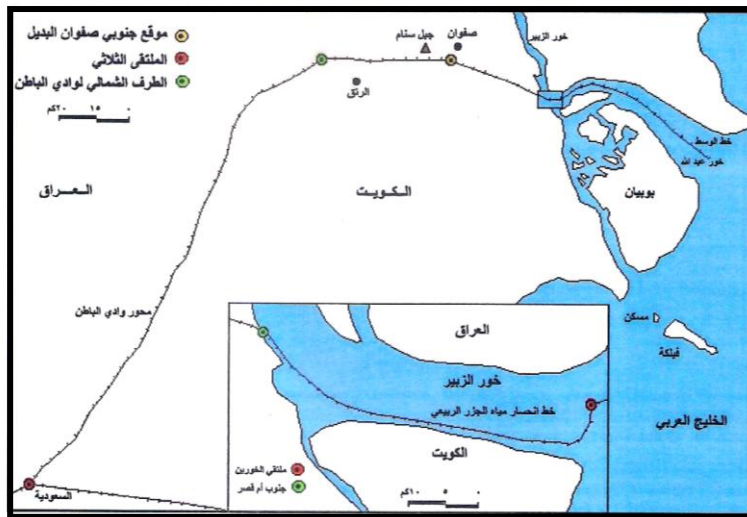 موقع جنوبي صفوان البديل
الملتقى الثلاثي
الطرف الشمالي لوادي الباطن
٠ ١٥ ٢٠كم
صفوان
جبل سنام
خور الزبير
الرتق
خط الوسط
خور عبد الله
العراق
الكويت
بوبيان
محور وادي الباطن
مسكن
فيلكة
الخليج العربي
السعودية
العراق
خور الزبير
خط انحسار مياه الجزر الربيعي
الكويت
ملتقي الخورين
جنوب أم قصر
٠ ٥ ١٠كم